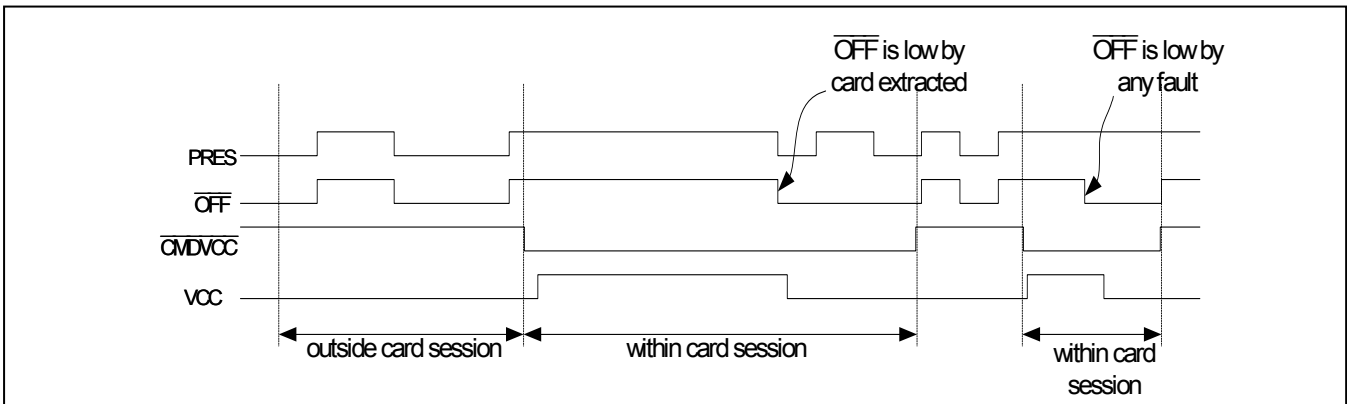 OFF is low by
card extracted
OFF is low by
any fault
PRES
OFF
CMDVCC
VCC
outside card session
within card session
within card
session